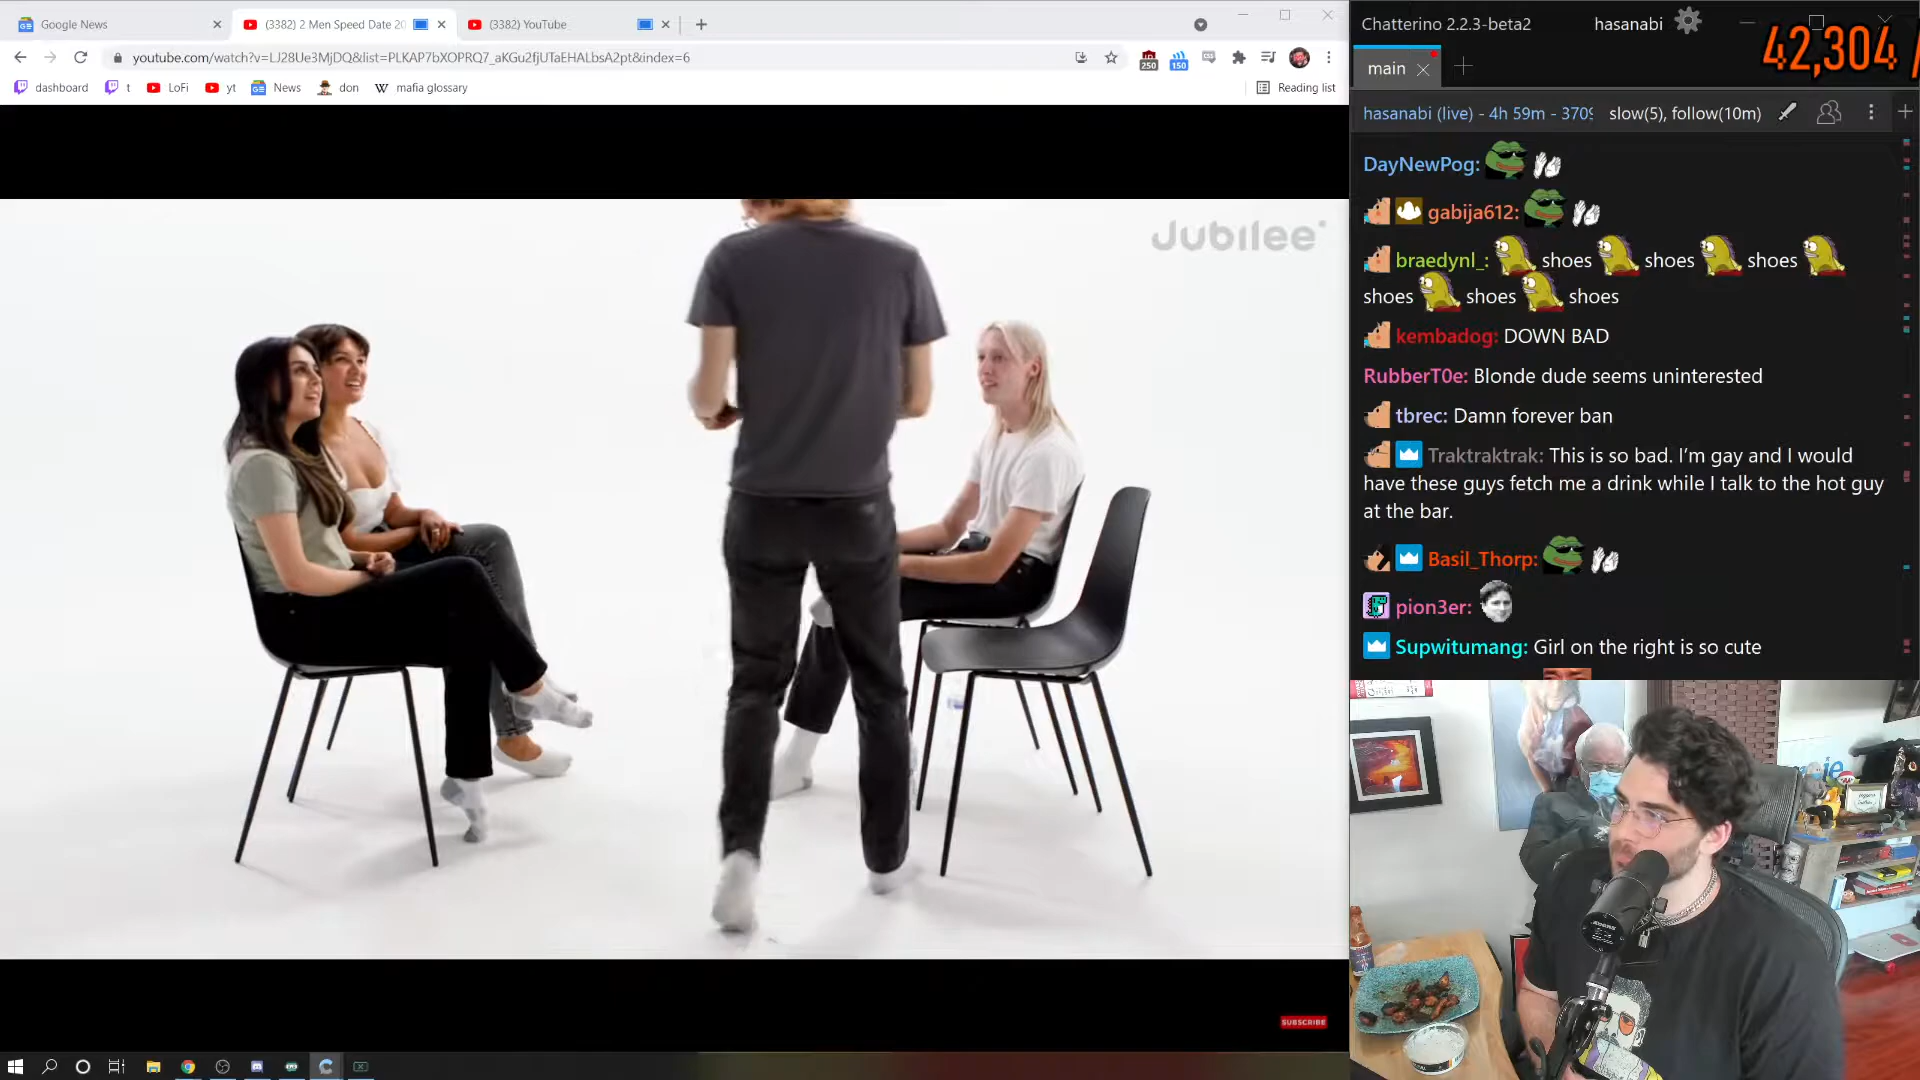 Google News
(3382) 2 Men Speed Date 20
(3382) YouTube
youtube.com/watch?v=LJ28Ue3MjDQ&list=PLKAP7bXOPRQ7_aKGu2fjUTaEHALbsA2pt&index=6
250
150
dashboard
t
LoFi
yt
News
don
mafia glossary
Reading list
Jubilee
SUBSCRIBE
Chatterino 2.2.3-beta2
hasanabi
42,304 /
main
hasanabi (live) - 4h 59m - 3709
slow(5), follow(10m)
DayNewPog:
gabija612:
braedynl_: shoes shoes shoes
shoes shoes shoes
kembadog: DOWN BAD
RubberT0e: Blonde dude seems uninterested
tbrec: Damn forever ban
Traktraktrak: This is so bad. I'm gay and I would
have these guys fetch me a drink while I talk to the hot guy
at the bar.
Basil_Thorp:
pion3er:
Supwitumang: Girl on the right is so cute